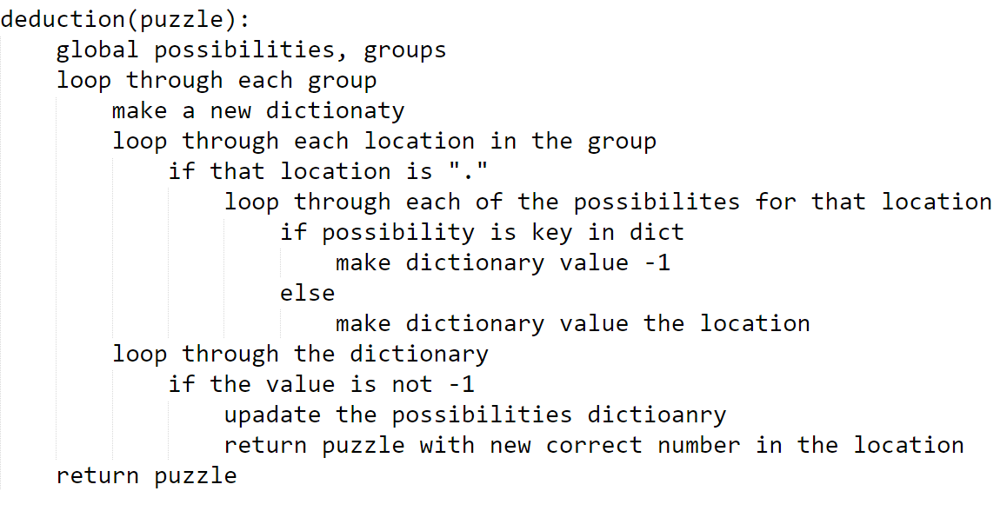 deduction(puzzle):
    global possibilities, groups
    loop through each group
        make a new dictionaty
        loop through each location in the group
            if that location is "."
                loop through each of the possibilites for that location
                    if possibility is key in dict
                        make dictionary value -1
                    else
                        make dictionary value the location
        loop through the dictionary
            if the value is not -1
                upadate the possibilities dictioanry
                return puzzle with new correct number in the location
    return puzzle